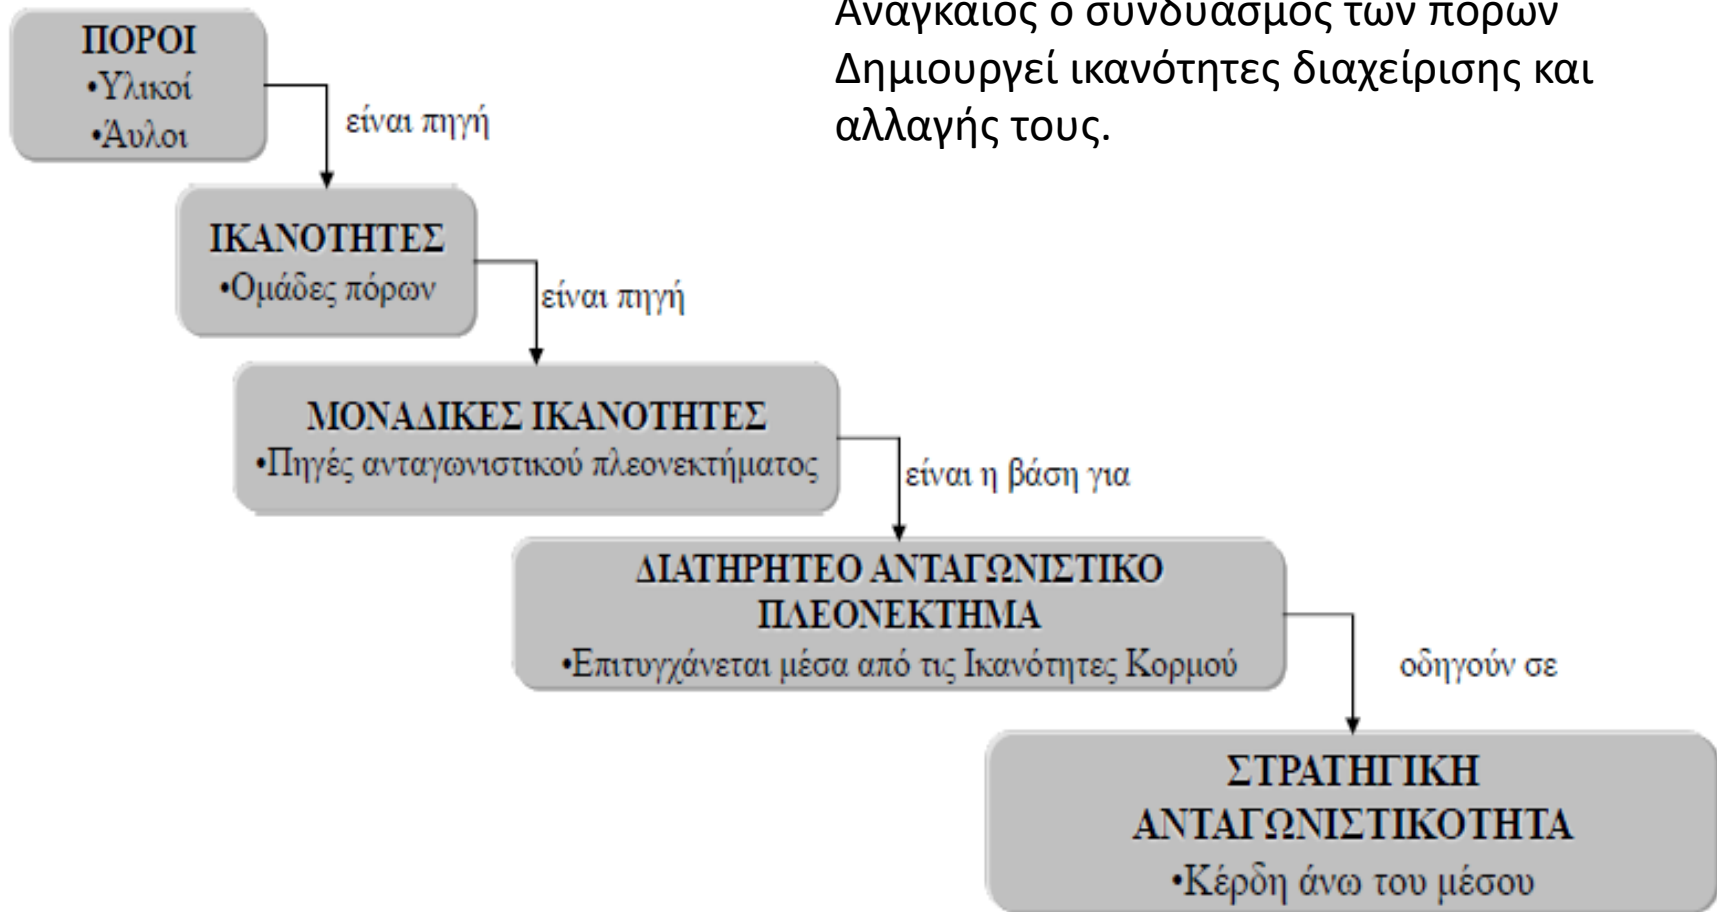 Αναγκαίος ο συνδυασμός των πόρων
Δημιουργεί ικανότητες διαχείρισης και
αλλαγής τους.
ΠΟΡΟΙ
•Υλικοί
•Άυλοι
είναι πηγή
ΙΚΑΝΟΤΗΤΕΣ
•Ομάδες πόρων
είναι πηγή
ΜΟΝΑΔΙΚΕΣ ΙΚΑΝΟΤΗΤΕΣ
•Πηγές ανταγωνιστικού πλεονεκτήματος
είναι η βάση για
ΔΙΑΤΗΡΗΤΕΟ ΑΝΤΑΓΩΝΙΣΤΙΚΟ
ΠΛΕΟΝΕΚΤΗΜΑ
•Επιτυγχάνεται μέσα από τις Ικανότητες Κορμού
οδηγούν σε
ΣΤΡΑΤΗΓΙΚΗ
ΑΝΤΑΓΩΝΙΣΤΙΚΟΤΗΤΑ
•Κέρδη άνω του μέσου